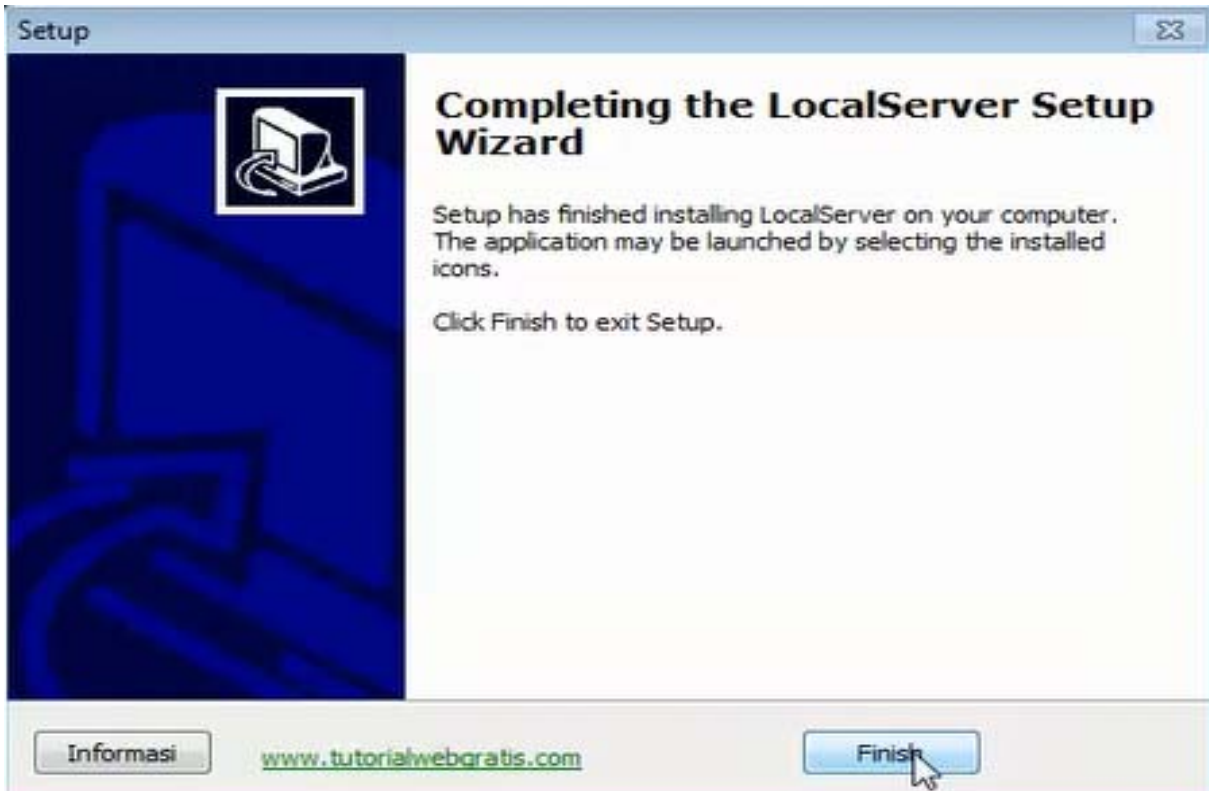 Setup
Completing the LocalServer Setup
Wizard
Setup has finished installing LocalServer on your computer.
The application may be launched by selecting the installed
icons.
Click Finish to exit Setup.
Informasi
www.tutorialwebgratis.com
Finish